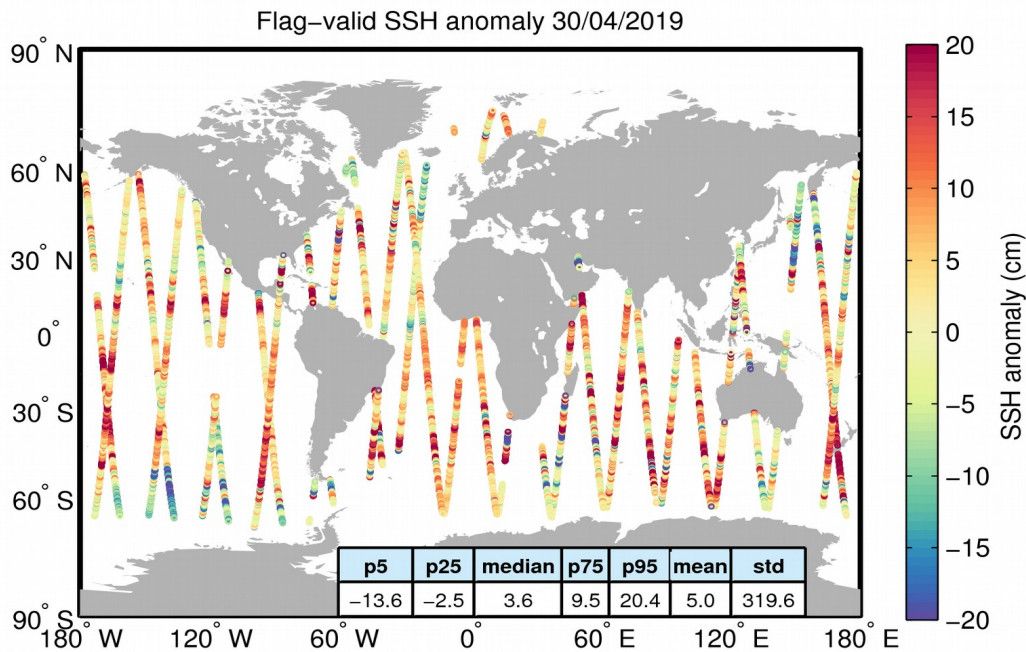 Flag−valid SSH anomaly 30/04/2019
90° N
60° N
30° N
0°
30° S
60° S
90° S
180° W
120° W
60° W
0°
60° E
120° E
180° E
p5 p25 median p75 p95 mean std
−13.6 −2.5 3.6 9.5 20.4 5.0 319.6
20
15
10
5
0
−5
−10
−15
−20
SSH anomaly (cm)